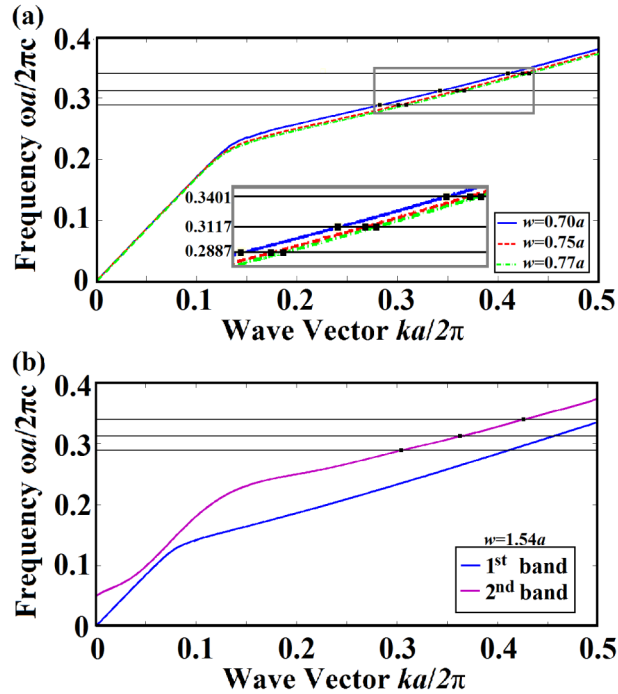 (a)
Frequency ωa/2πc
0.4
0.3
0.2
0.1
0
0.3401
0.3117
0.2887
w=0.70a
w=0.75a
w=0.77a
0 0.1 0.2 0.3 0.4 0.5
Wave Vector ka/2π
(b)
Frequency ωa/2πc
0.4
0.3
0.2
0.1
0
w=1.54a
1st band
2nd band
0 0.1 0.2 0.3 0.4 0.5
Wave Vector ka/2π